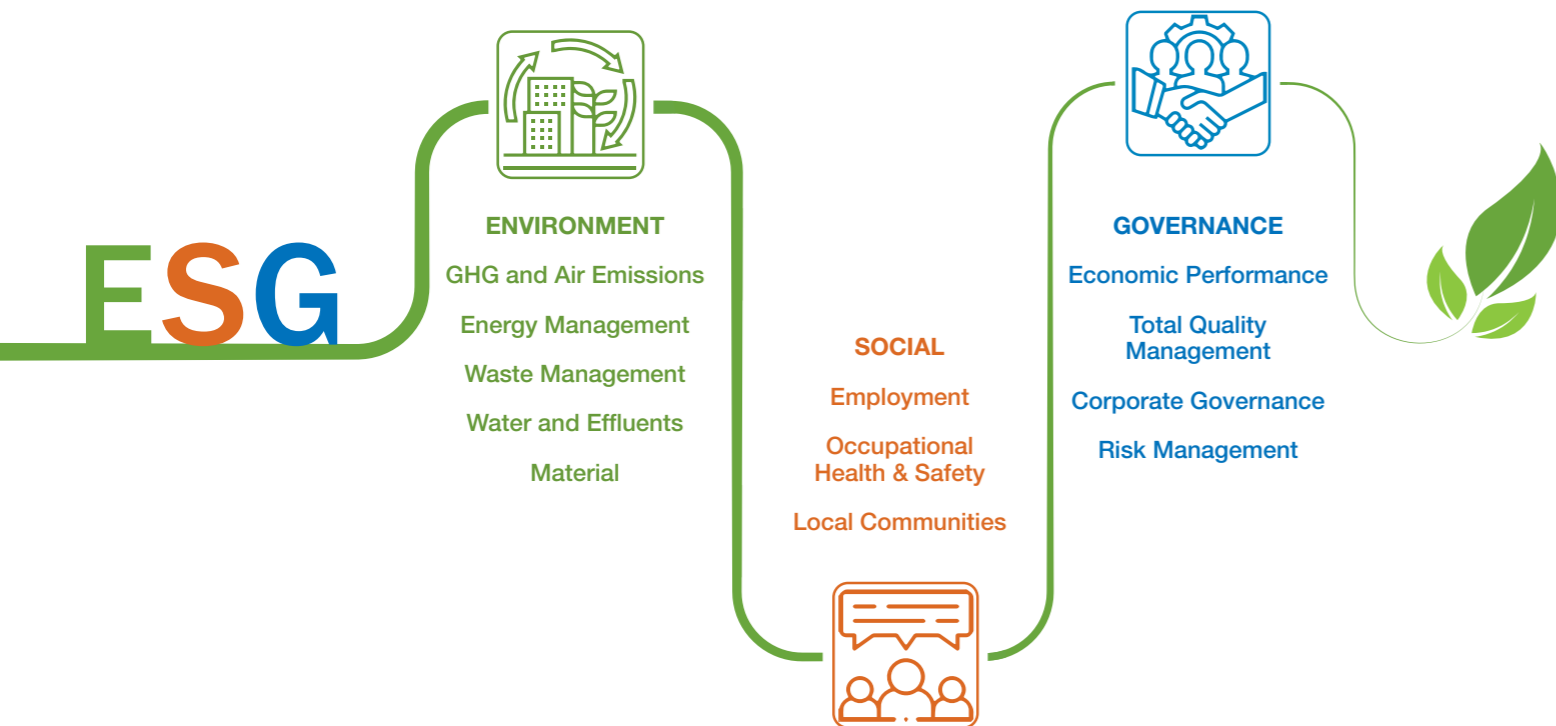 ESG
ENVIRONMENT
GHG and Air Emissions
Energy Management
Waste Management
Water and Effluents
Material
SOCIAL
Employment
Occupational
Health & Safety
Local Communities
GOVERNANCE
Economic Performance
Total Quality
Management
Corporate Governance
Risk Management